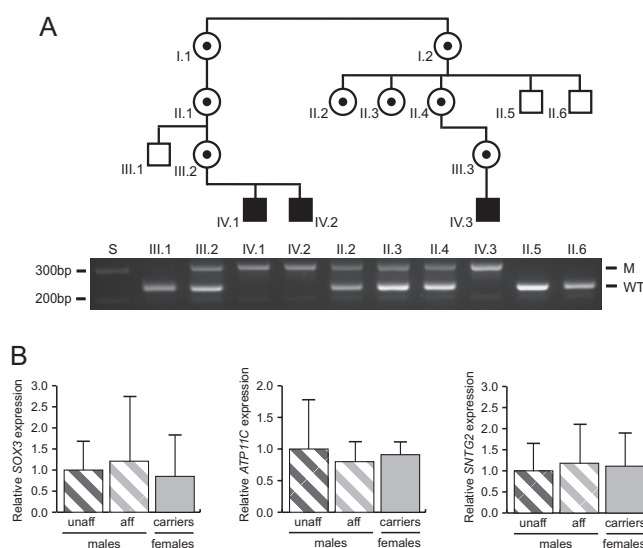 A
I.1 I.2
II.1 II.2 II.3 II.4 II.5 II.6
III.1 III.2 III.3
IV.1 IV.2 IV.3
S III.1 III.2 IV.1 IV.2 II.2 II.3 II.4 IV.3 II.5 II.6
300bp M
200bp WT
B
Relative SOX3 expression
3.0
2.5
2.0
1.5
1.0
0.5
0.0
unaff aff carriers
males females
Relative ATP11C expression
2.0
1.5
1.0
0.5
0.0
unaff aff carriers
males females
Relative SNTG2 expression
3.0
2.5
2.0
1.5
1.0
0.5
0.0
unaff aff carriers
males females